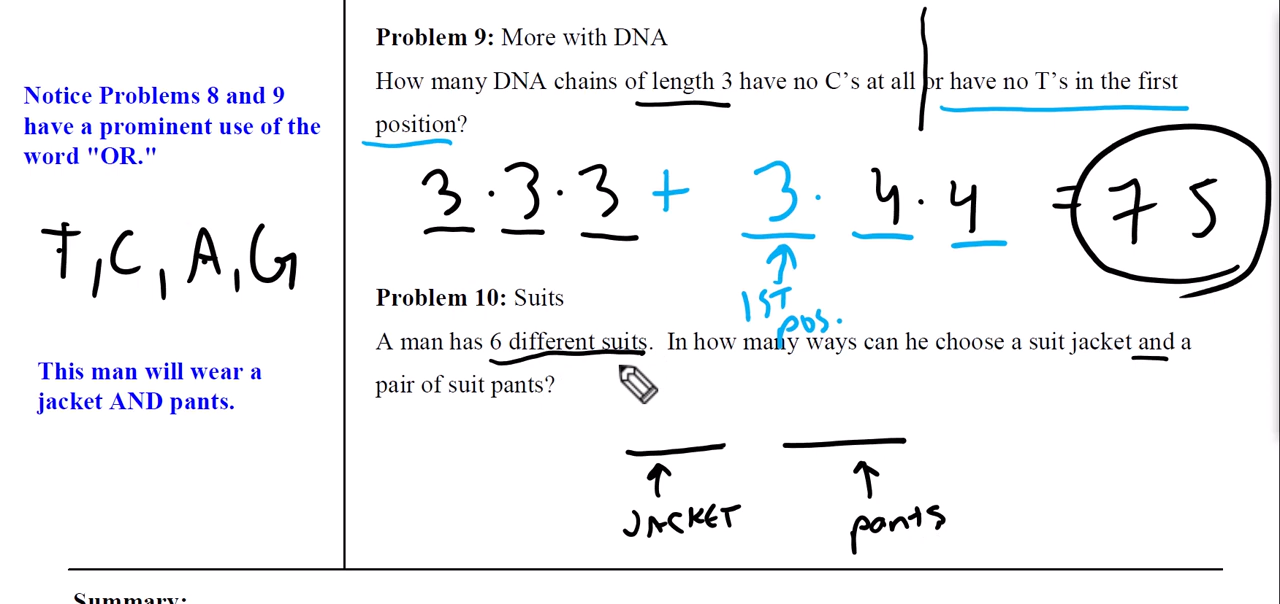 Problem 9: More with DNA
How many DNA chains of length 3 have no C's at all or have no T's in the first
position?
Notice Problems 8 and 9
have a prominent use of the
word "OR."
3 · 3 · 3 + 3 · 4 · 4 = 75
T, C, A, G
1ST
pos.
Problem 10: Suits
A man has 6 different suits. In how many ways can he choose a suit jacket and a
pair of suit pants?
This man will wear a
jacket AND pants.
JACKET
pants
Summary: